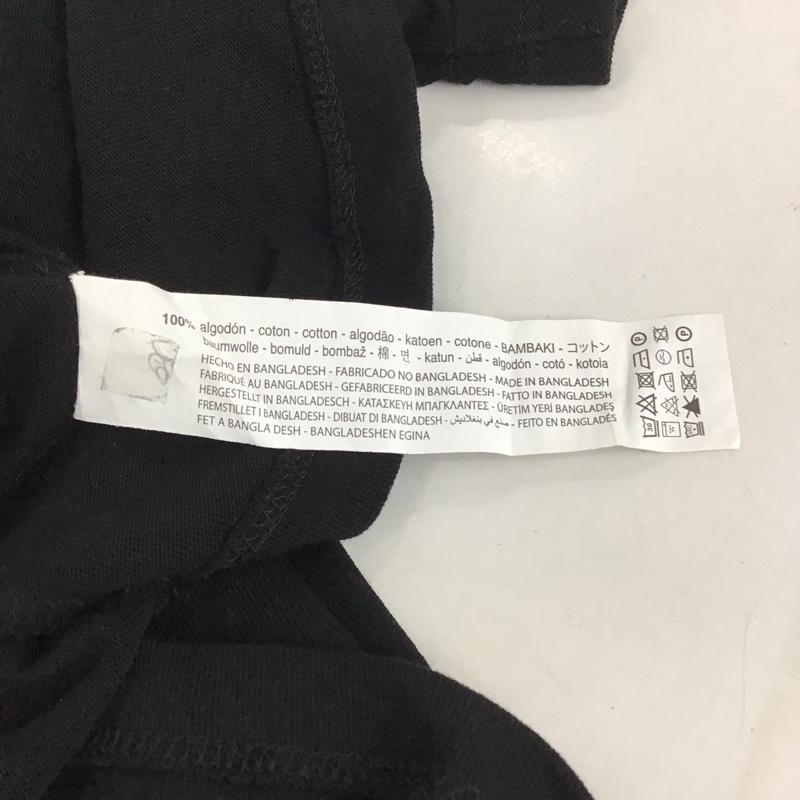 100% algodón - coton - cotton - algodão - katoen - cotone - BAMBAKI - コットン
baumwolle - bomuld - bombaž - 棉 - 면 - katun - قطن - algodón - cotó - kotoia
HECHO EN BANGLADESH - FABRICADO NO BANGLADESH - MADE IN BANGLADESH
FABRIQUÉ AU BANGLADESH - GEFABRICEERD IN BANGLADESH - FATTO IN BANGLADESH
HERGESTELLT IN BANGLADESCH - ΚΑΤΑΣΚΕΥΗ ΜΠΑΓΚΛΑΝΤΕΣ - ÜRETİM YERİ BANGLADEŞ
FREMSTILLET I BANGLADESH - DIBUAT DI BANGLADESH - صنع في بنغلاديش - FEITO EN BANGLADÉS
FET A BANGLA DESH - BANGLADESHEN EGINA